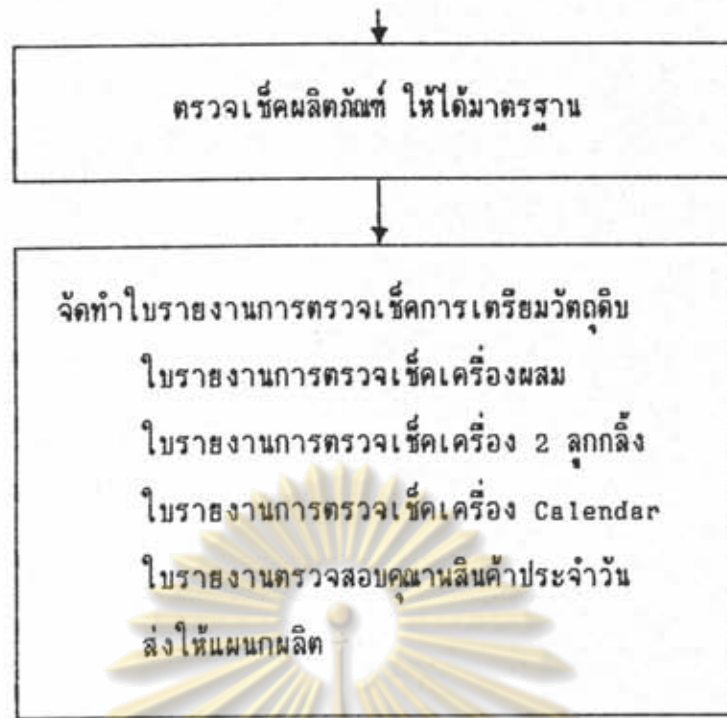 ตรวจเช็คผลิตภัณฑ์ ให้ได้มาตรฐาน
จัดทำใบรายงานการตรวจเช็คการเตรียมวัตถุดิบ
ใบรายงานการตรวจเช็คเครื่องผสม
ใบรายงานการตรวจเช็คเครื่อง 2 ลูกกลิ้ง
ใบรายงานการตรวจเช็คเครื่อง Calendar
ใบรายงานตรวจสอบคุณาพสินค้าประจำวัน
ส่งให้แผนกผลิต